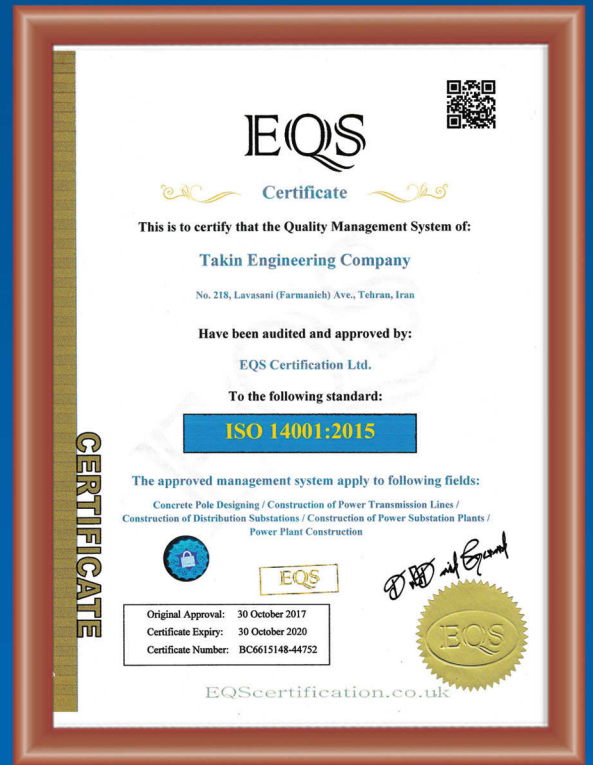 EQS
Certificate
This is to certify that the Quality Management System of:
Takin Engineering Company
No. 218, Lavasani (Farmanieh) Ave., Tehran, Iran
Have been audited and approved by:
EQS Certification Ltd.
To the following standard:
ISO 14001:2015
The approved management system apply to following fields:
Concrete Pole Designing / Construction of Power Transmission Lines /
Construction of Distribution Substations / Construction of Power Substation Plants /
Power Plant Construction
CERTIFICATE
EQS
Original Approval: 30 October 2017
Certificate Expiry: 30 October 2020
Certificate Number: BC6615148-44752
EQS
EQScertification.co.uk